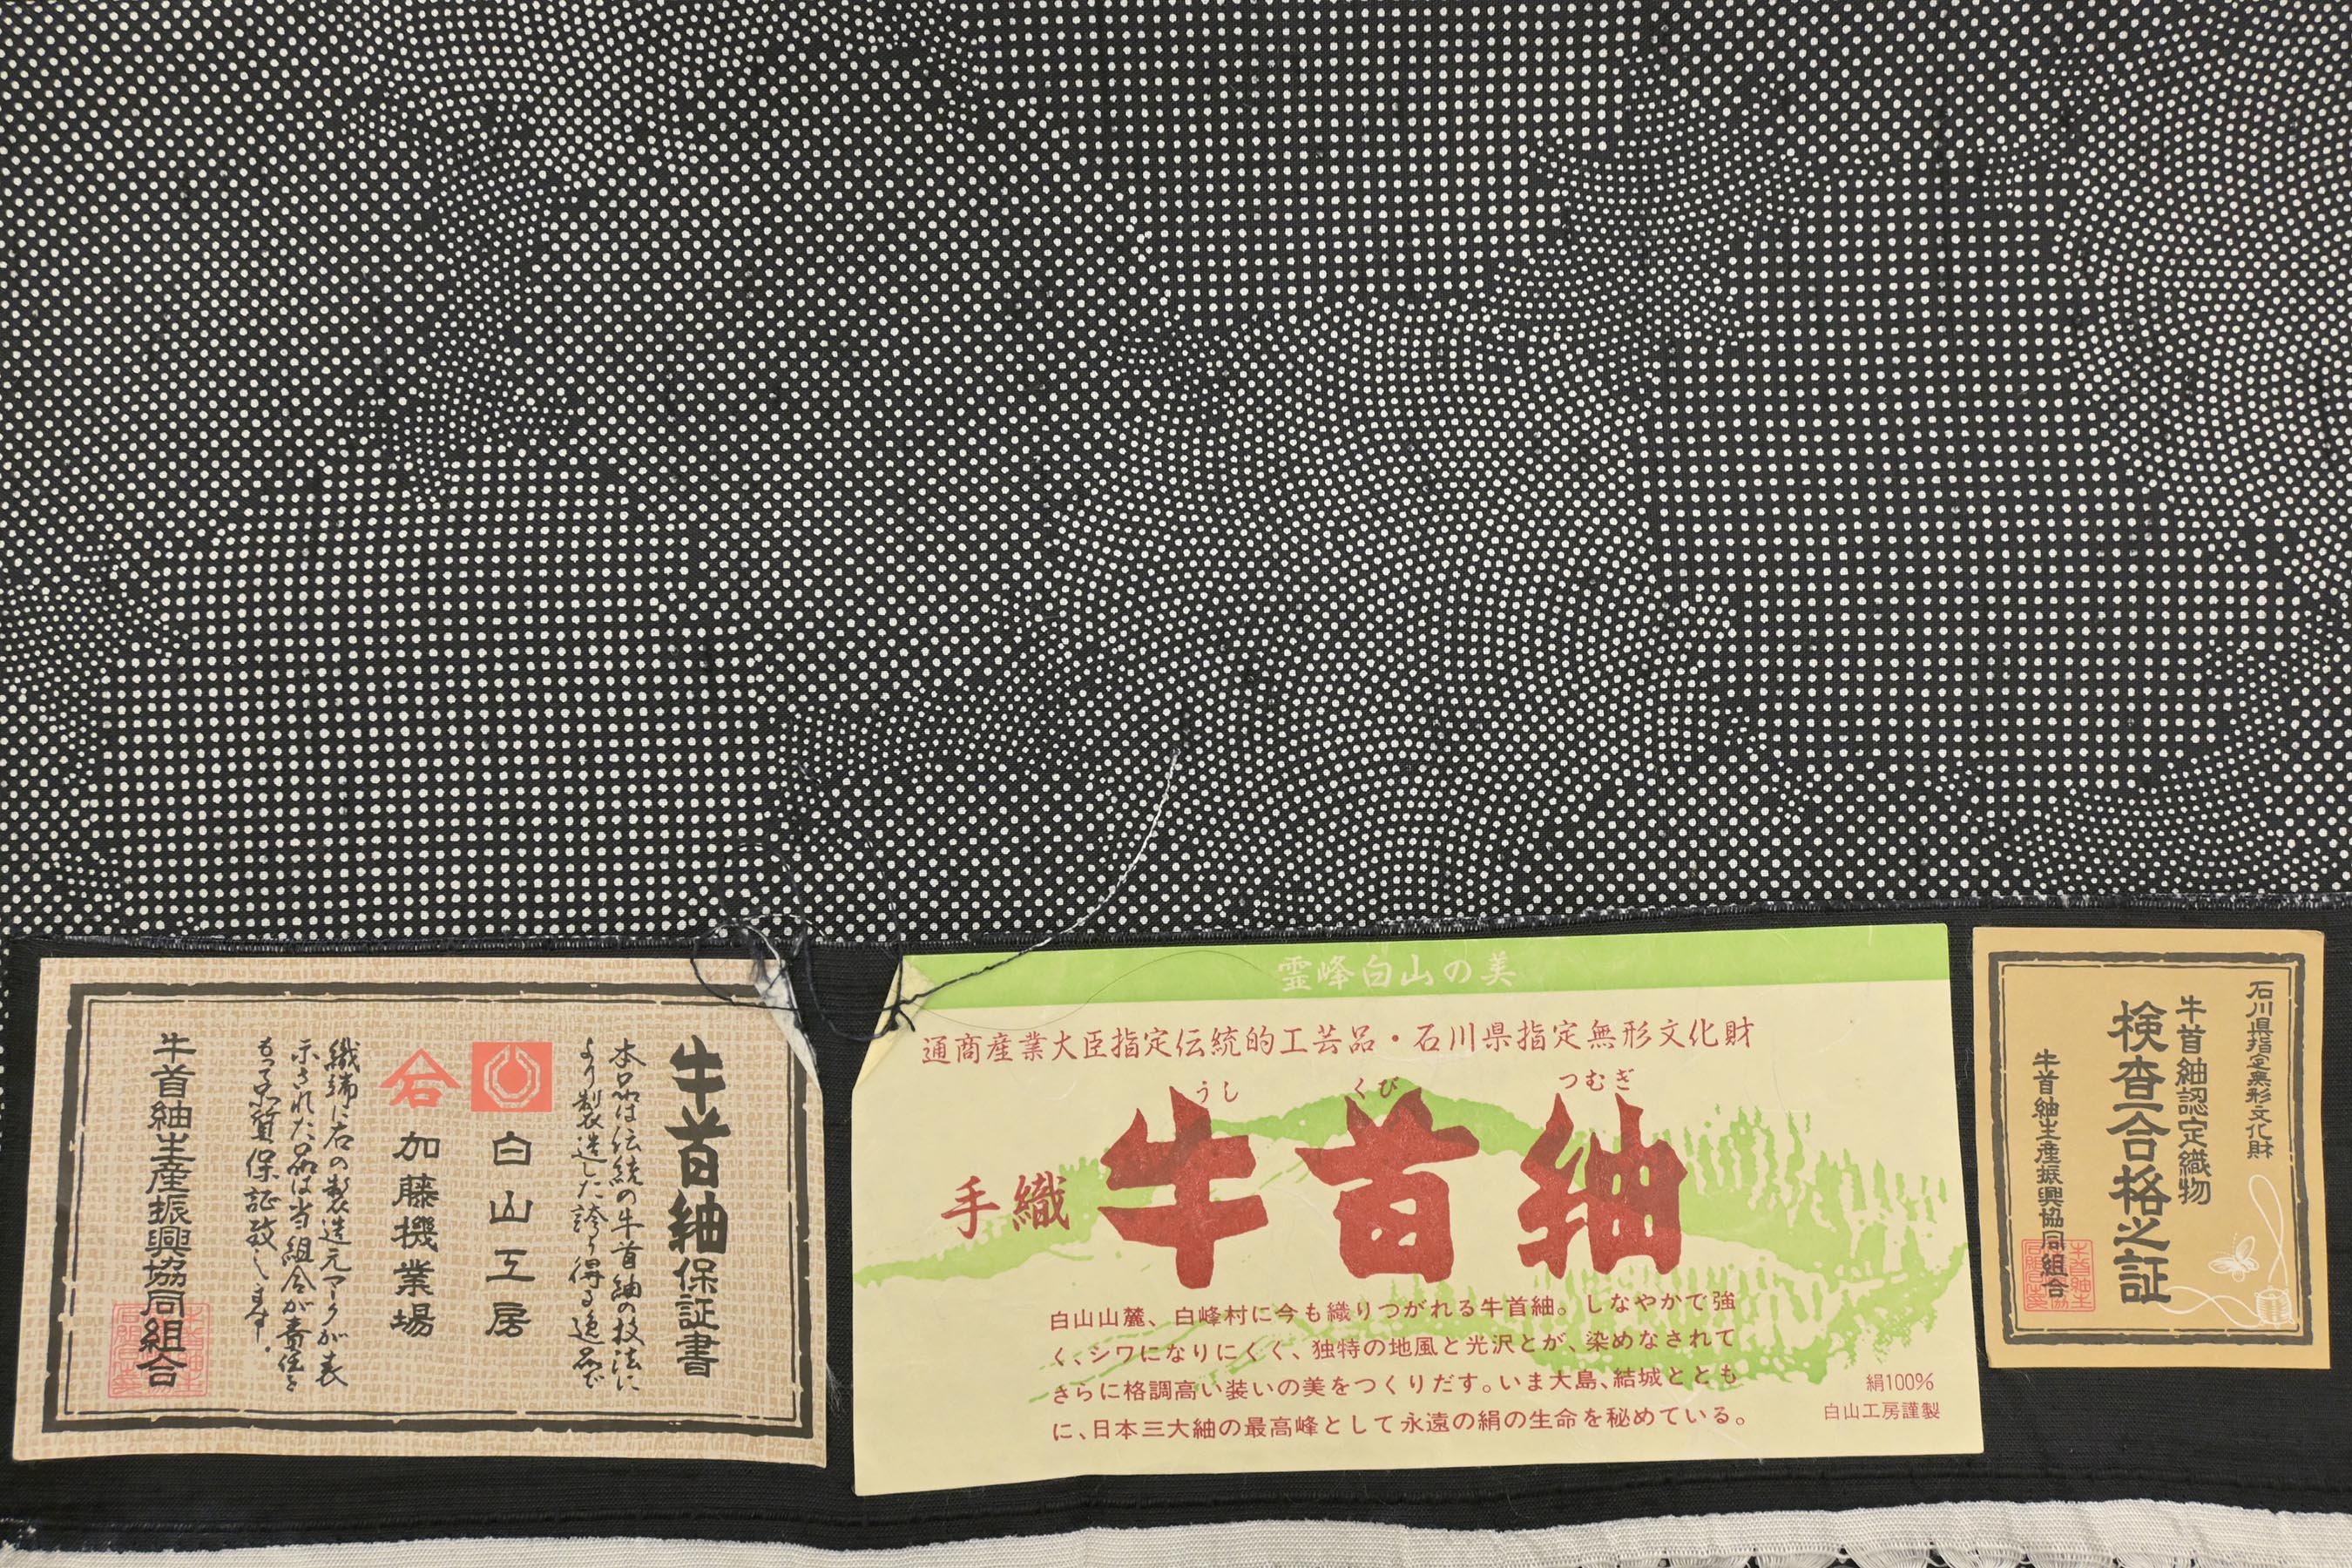 牛首紬保証書
本品は伝統の牛首紬の技法に
より製造した誇り得る逸品で
白山工房
石
加藤機業場
織端に右の製造元マークが表
示された品は当組合が責任を
もって品質保証致します.
牛首紬生産振興協同組合
霊峰白山の美
通商産業大臣指定伝統的工芸品・石川県指定無形文化財
うし くび つむぎ
手織 牛首紬
白山山麓、白峰村に今も織りつがれる牛首紬。しなやかで強
く、シワになりにくく、独特の地風と光沢とが、染めなされて
さらに格調高い装いの美をつくりだす。いま大島、結城ととも
に、日本三大紬の最高峰として永遠の絹の生命を秘めている。
絹100%
白山工房謹製
石川県指定無形文化財
牛首紬認定織物
検査合格之証
牛首紬生産振興協同組合